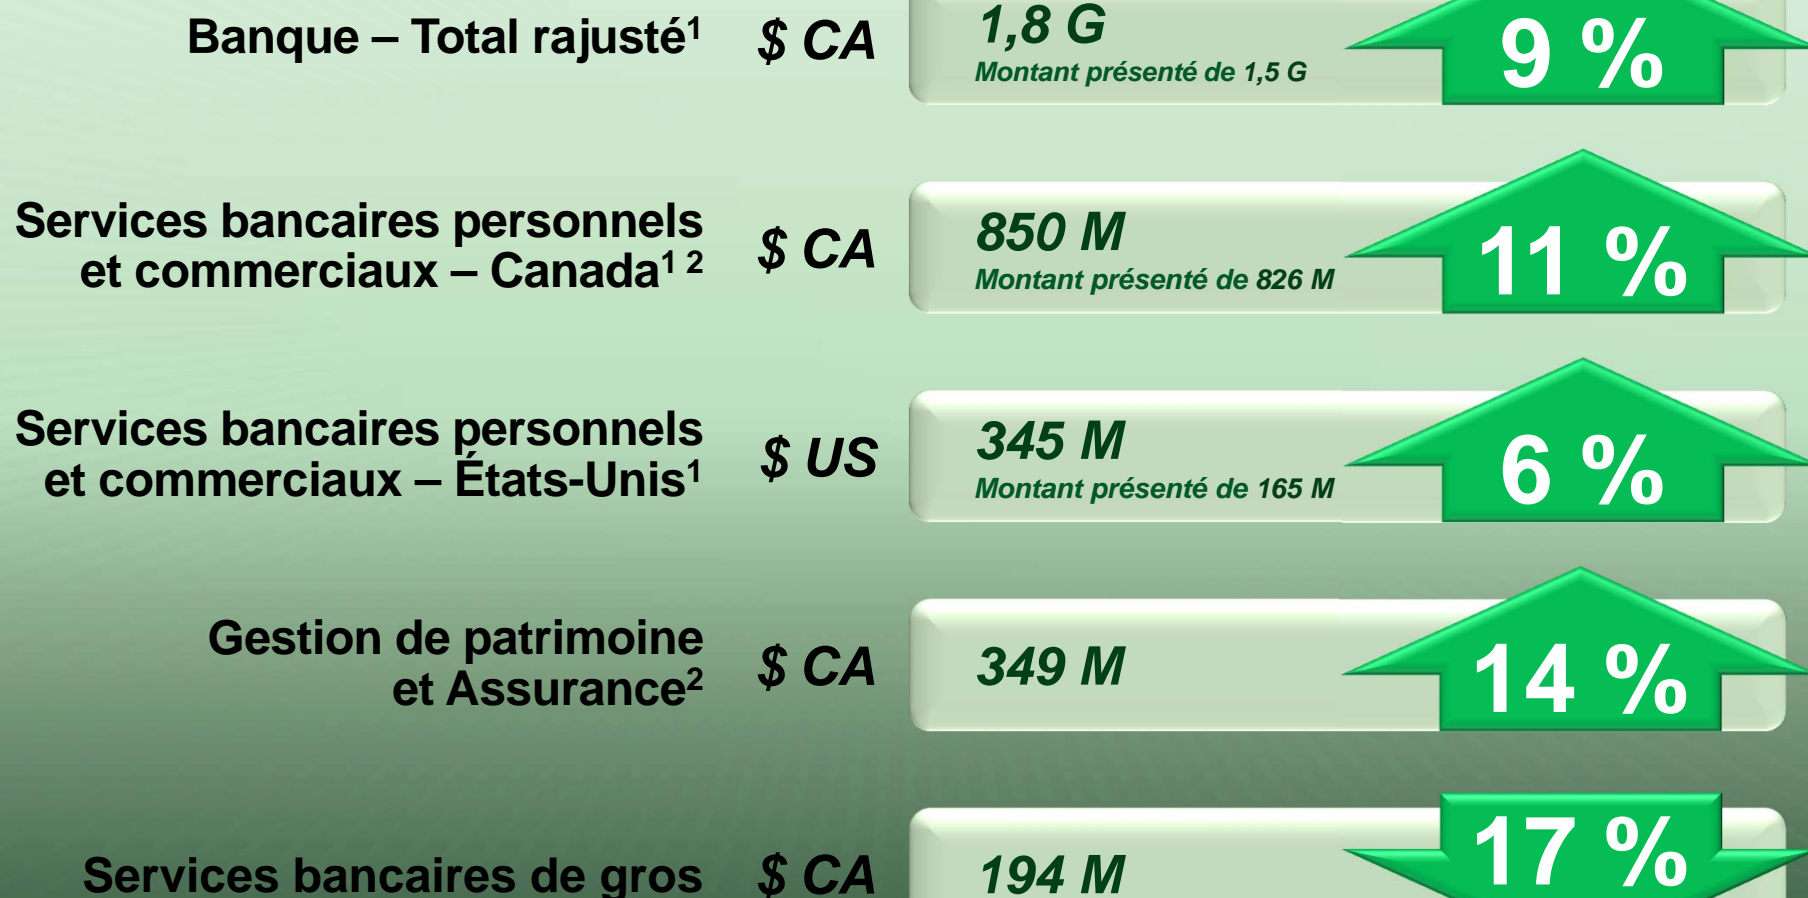 Banque – Total rajusté¹ $ CA 1,8 G 9 %
Montant présenté de 1,5 G
Services bancaires personnels
et commerciaux – Canada¹ ² $ CA 850 M 11 %
Montant présenté de 826 M
Services bancaires personnels
et commerciaux – États-Unis¹ $ US 345 M 6 %
Montant présenté de 165 M
Gestion de patrimoine
et Assurance² $ CA 349 M 14 %
Services bancaires de gros $ CA 194 M 17 %